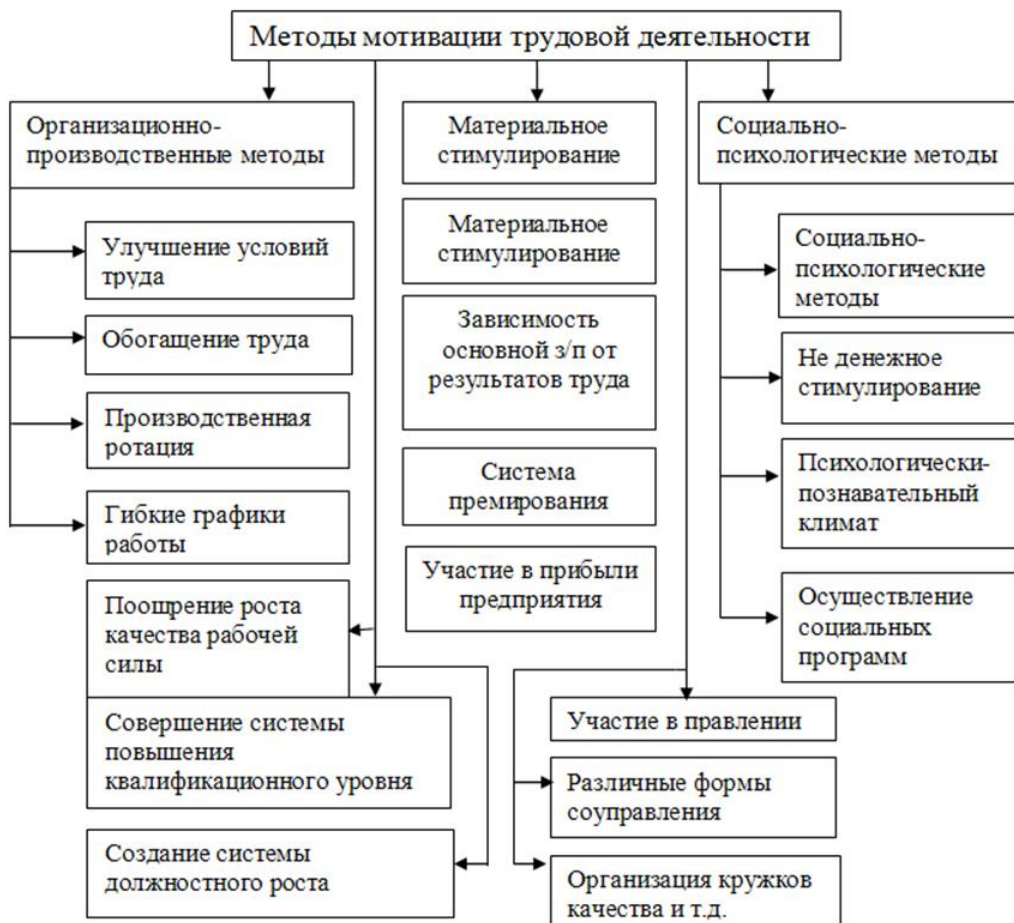 Методы мотивации трудовой деятельности
Организационно-
производственные методы
Улучшение условий
труда
Обогащение труда
Производственная
ротация
Гибкие графики
работы
Поощрение роста
качества рабочей
силы
Совершение системы
повышения
квалификационного уровня
Создание системы
должностного роста
Материальное
стимулирование
Материальное
стимулирование
Зависимость
основной з/п от
результатов труда
Система
премирования
Участие в прибыли
предприятия
Социально-
психологические методы
Социально-
психологические
методы
Не денежное
стимулирование
Психологически-
познавательный
климат
Осуществление
социальных
программ
Участие в правлении
Различные формы
соуправления
Организация кружков
качества и т.д.